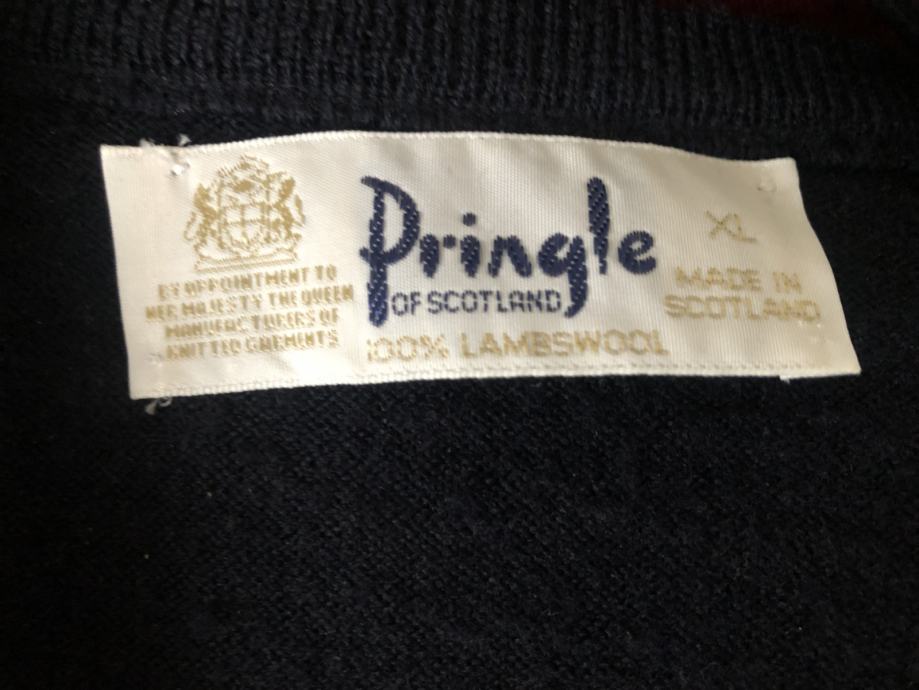 Pringle
OF SCOTLAND
100% LAMBSWOOL
BY APPOINTMENT TO
HER MAJESTY THE QUEEN
MANUFACTURERS OF
KNITTED GARMENTS
XL
MADE IN
SCOTLAND